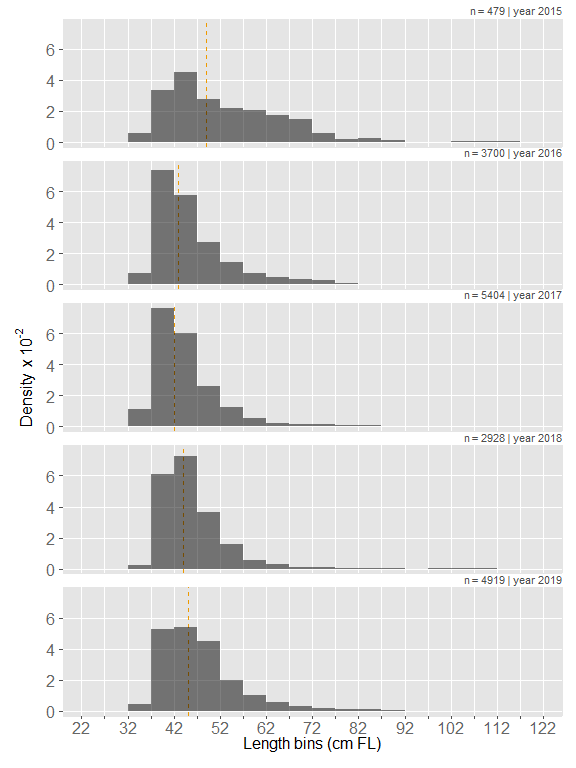 n = 479 | year 2015
6
4
2
0
n = 3700 | year 2016
6
4
2
0
n = 5404 | year 2017
6
4
2
0
Density x 10-2
n = 2928 | year 2018
6
4
2
0
n = 4919 | year 2019
6
4
2
0
22 32 42 52 62 72 82 92 102 112 122
Length bins (cm FL)